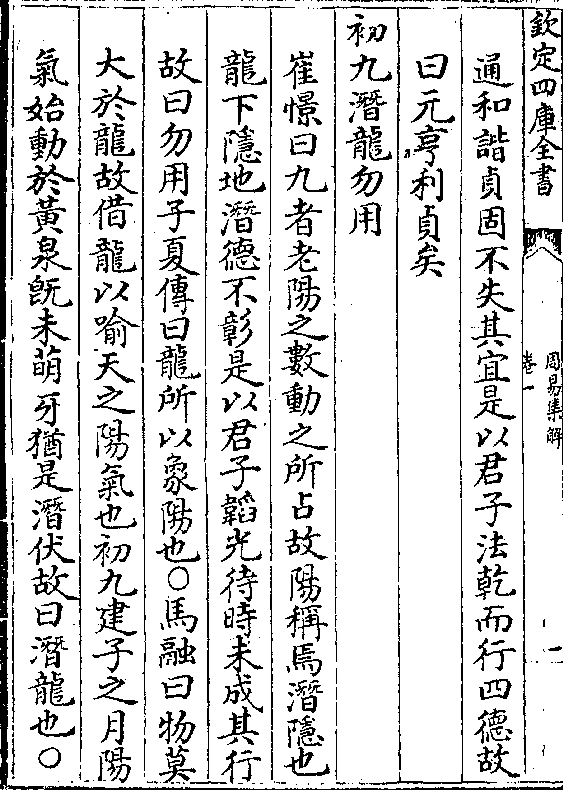 欽定四庫全書
周易集解
卷一
一
通和諧貞固不失其宜是以君子法乾而行四德故
曰元亨利貞矣
初九潛龍勿用
崔憬曰九者老陽之數動之所占故陽稱焉潛隱也
龍下隱地潛德不彰是以君子韜光待時未成其行
故曰勿用子夏傳曰龍所以象陽也○馬融曰物莫
大於龍故借龍以喻天之陽氣也初九建子之月陽
氣始動於黃泉旣未萌牙猶是潛伏故曰潛龍也○